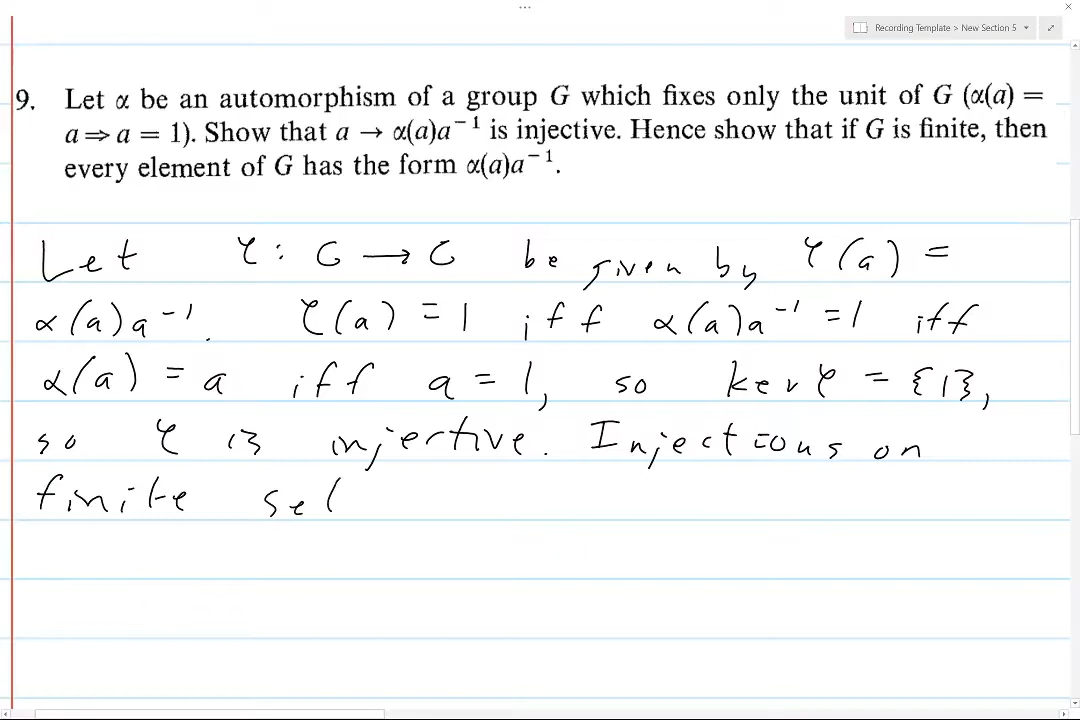 Recording Template > New Section 5
9. Let α be an automorphism of a group G which fixes only the unit of G (α(a) =
a ⇒ a = 1). Show that a → α(a)a⁻¹ is injective. Hence show that if G is finite, then
every element of G has the form α(a)a⁻¹.
Let φ: G → G be given by φ(a) =
α(a)a⁻¹. φ(a) = 1 iff α(a)a⁻¹ = 1 iff
α(a) = a iff a = 1, so ker φ = {1},
so φ is injective. Injections on
finite set